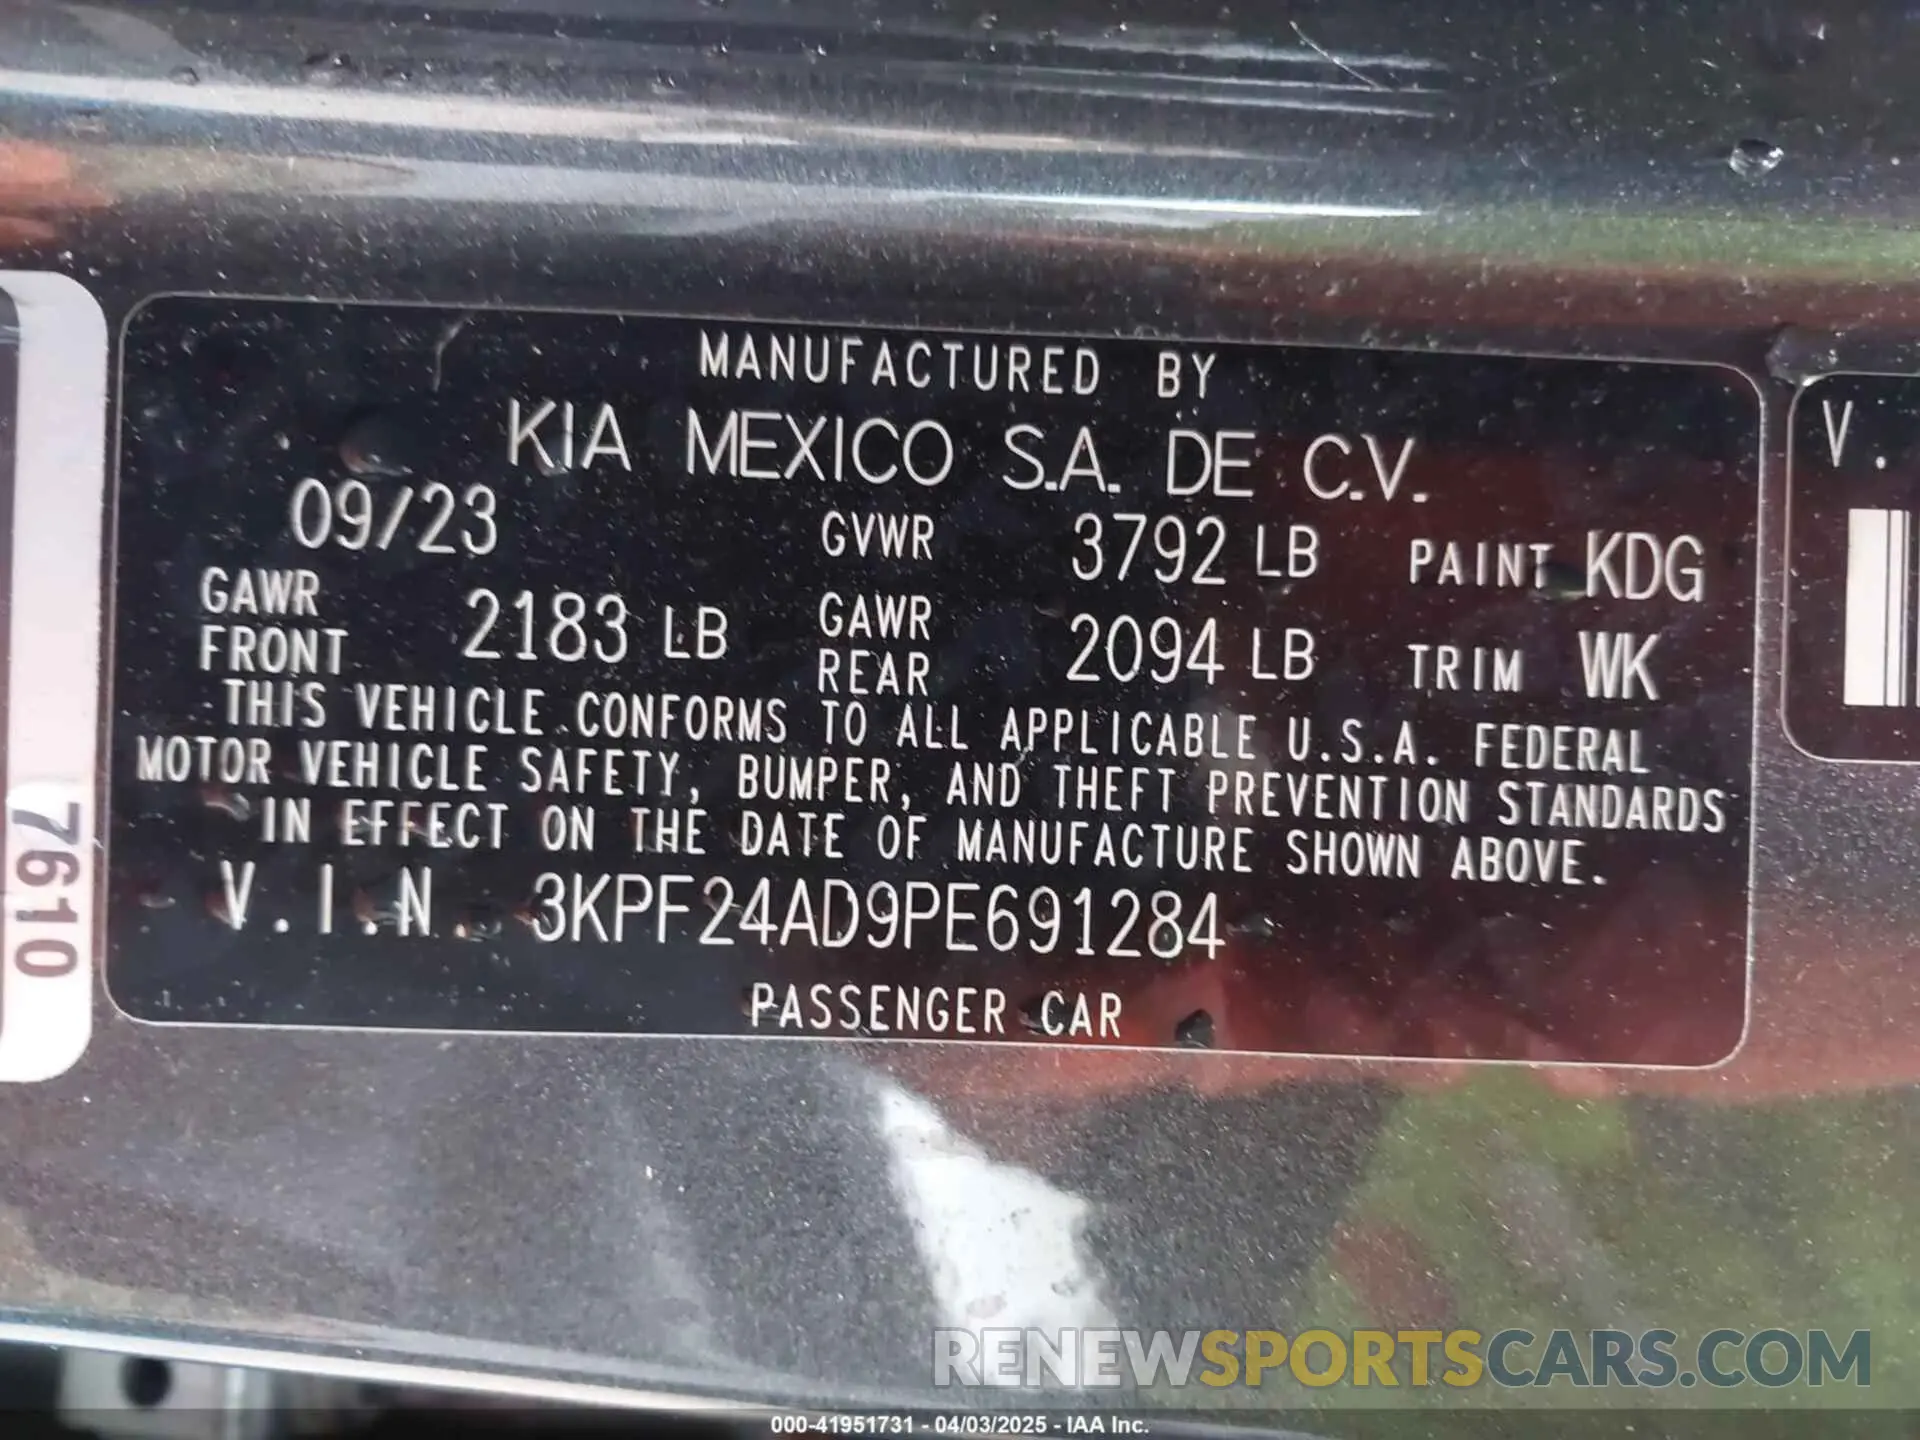 MANUFACTURED BY
KIA MEXICO S.A. DE C.V.
09/23 GVWR 3792 LB PAINT KDG
GAWR FRONT 2183 LB GAWR REAR 2094 LB TRIM WK
THIS VEHICLE CONFORMS TO ALL APPLICABLE U.S.A. FEDERAL
MOTOR VEHICLE SAFETY, BUMPER, AND THEFT PREVENTION STANDARDS
IN EFFECT ON THE DATE OF MANUFACTURE SHOWN ABOVE.
V.I.N. 3KPF24AD9PE691284
PASSENGER CAR
7610
V.
RENEWSPORTSCARS.COM
000-41951731 - 04/03/2025 - IAA Inc.